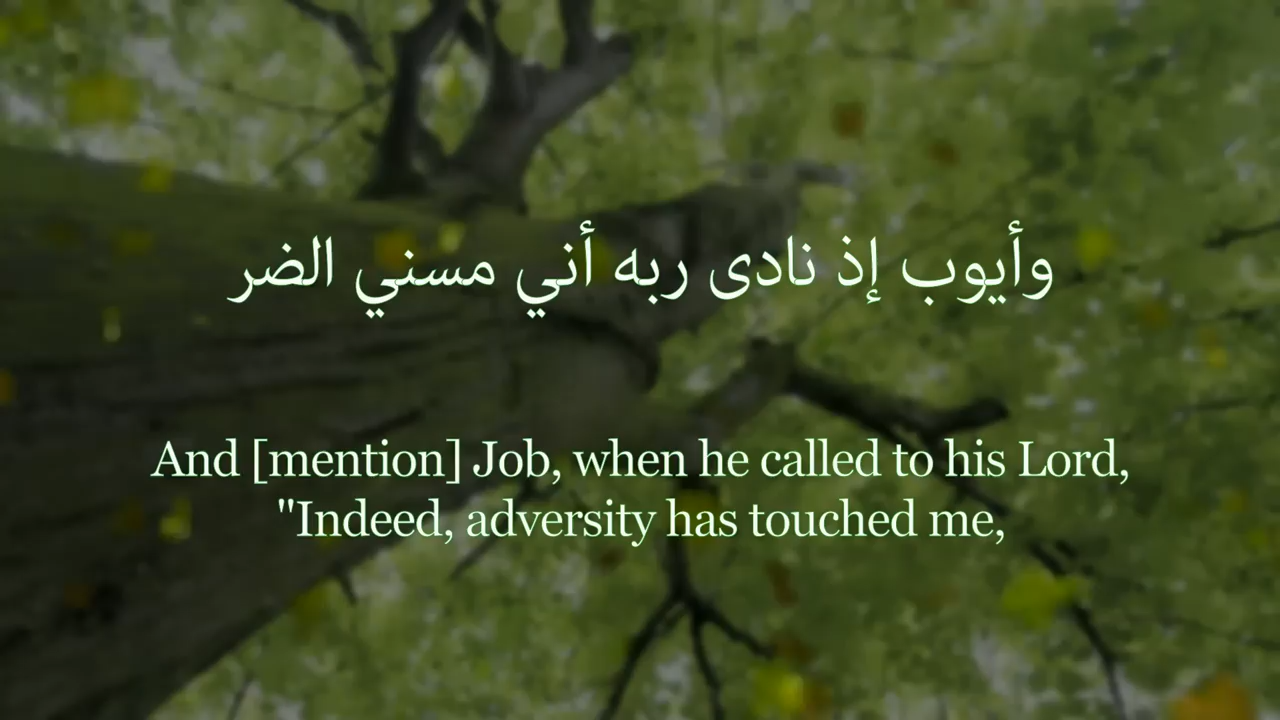 وأيوب إذ نادى ربه أني مسني الضر
And [mention] Job, when he called to his Lord,
"Indeed, adversity has touched me,